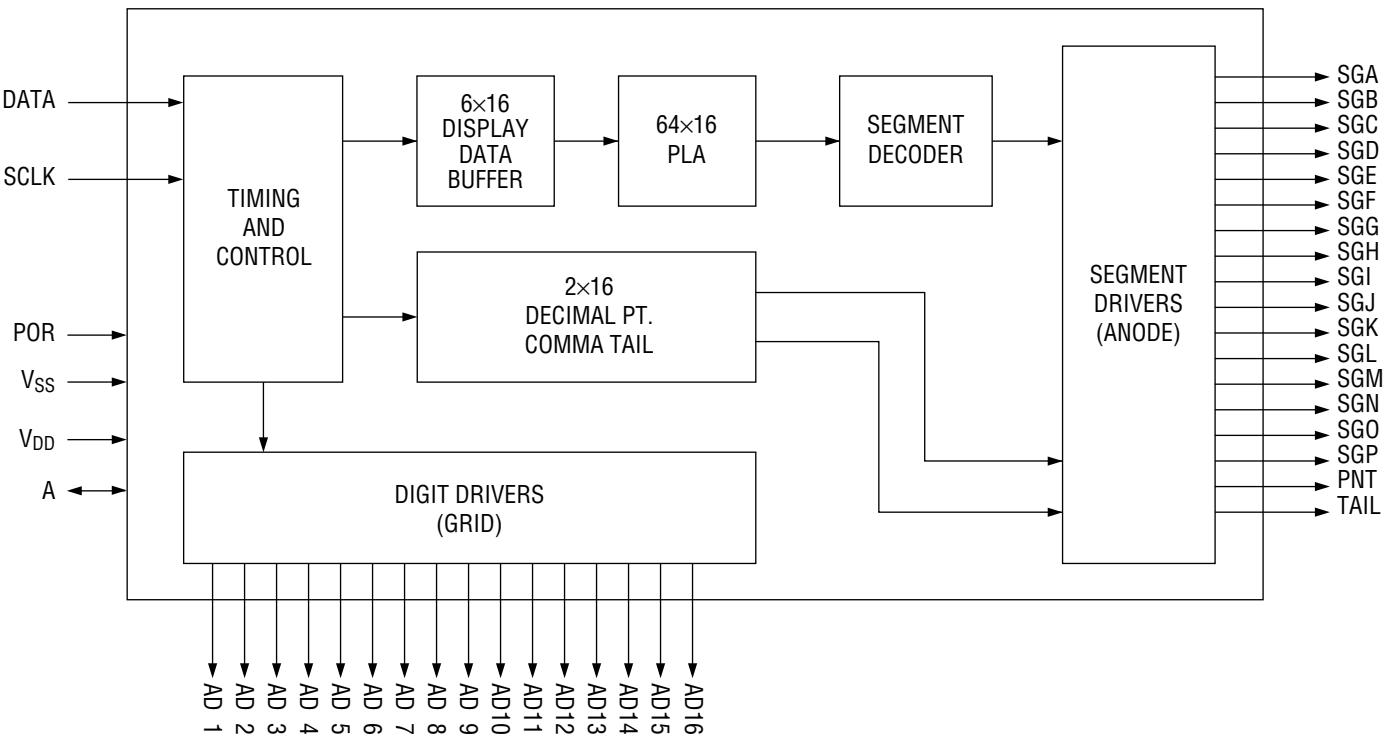 DATA
SCLK
POR
VSS
VDD
A
TIMING
AND
CONTROL
6×16
DISPLAY
DATA
BUFFER
64×16
PLA
SEGMENT
DECODER
2×16
DECIMAL PT.
COMMA TAIL
SEGMENT
DRIVERS
(ANODE)
DIGIT DRIVERS
(GRID)
SGA
SGB
SGC
SGD
SGE
SGF
SGG
SGH
SGI
SGJ
SGK
SGL
SGM
SGN
SGO
SGP
PNT
TAIL
AD 1
AD 2
AD 3
AD 4
AD 5
AD 6
AD 7
AD 8
AD 9
AD10
AD11
AD12
AD13
AD14
AD15
AD16